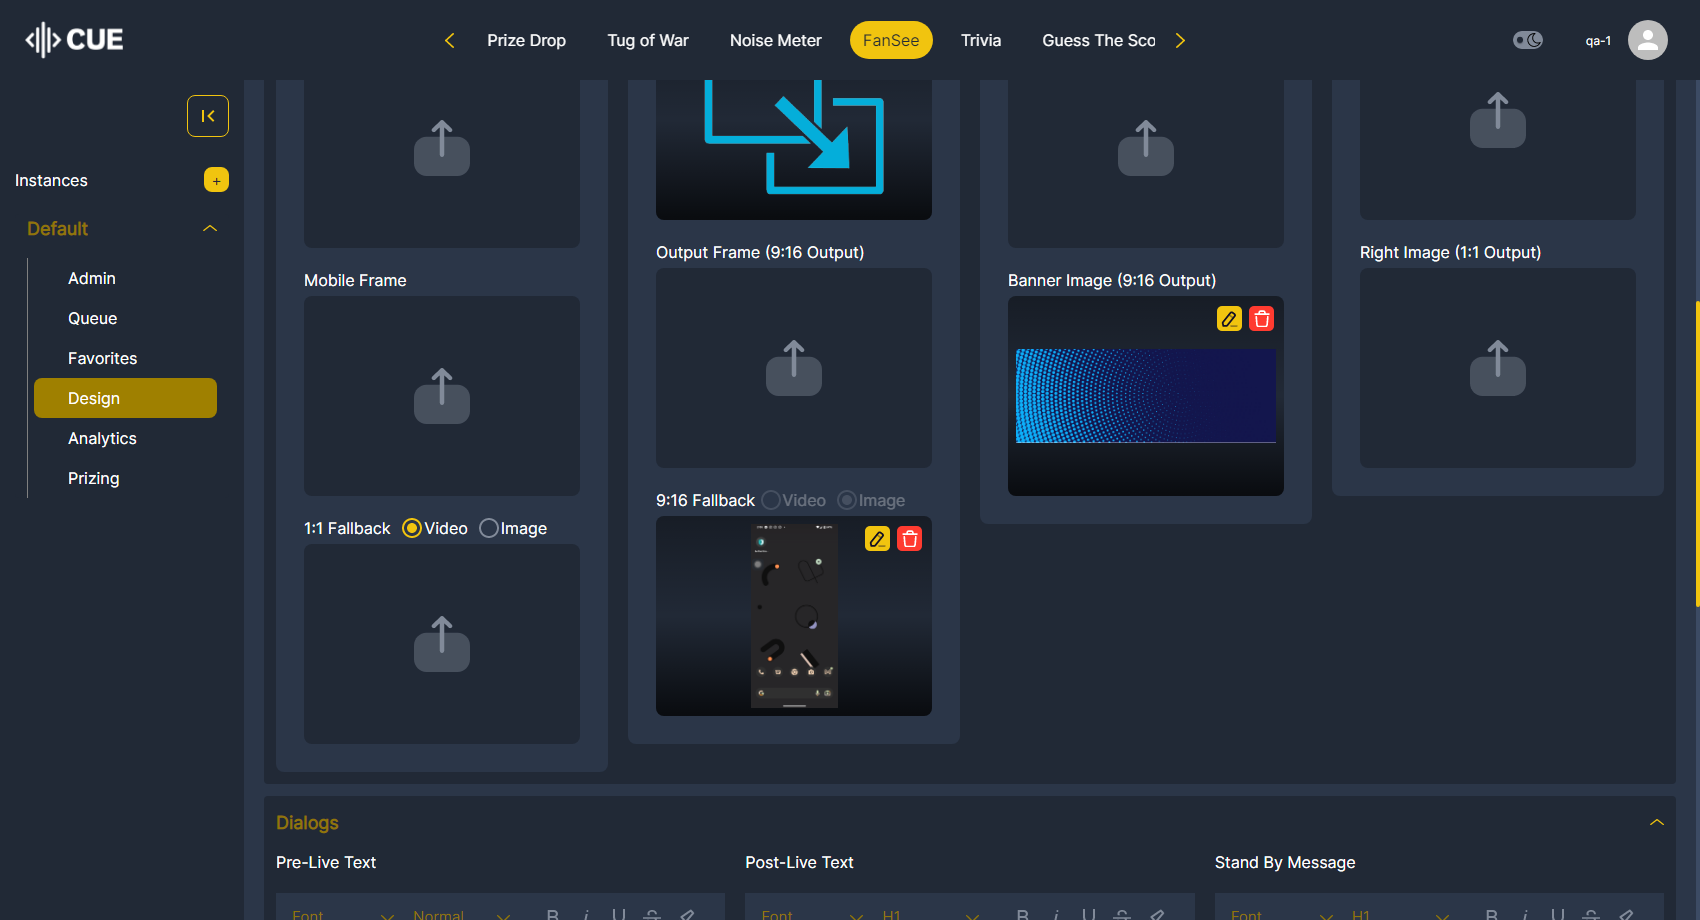 CUE
Prize Drop
Tug of War
Noise Meter
FanSee
Trivia
Guess The Sco
qa-1
Instances
+
Default
Admin
Queue
Favorites
Design
Analytics
Prizing
Mobile Frame
1:1 Fallback Video Image
Output Frame (9:16 Output)
9:16 Fallback Video Image
Banner Image (9:16 Output)
Right Image (1:1 Output)
Dialogs
Pre-Live Text
Post-Live Text
Stand By Message
Font Normal B i U S
Font H1 B i U S
Font H1 B i U S